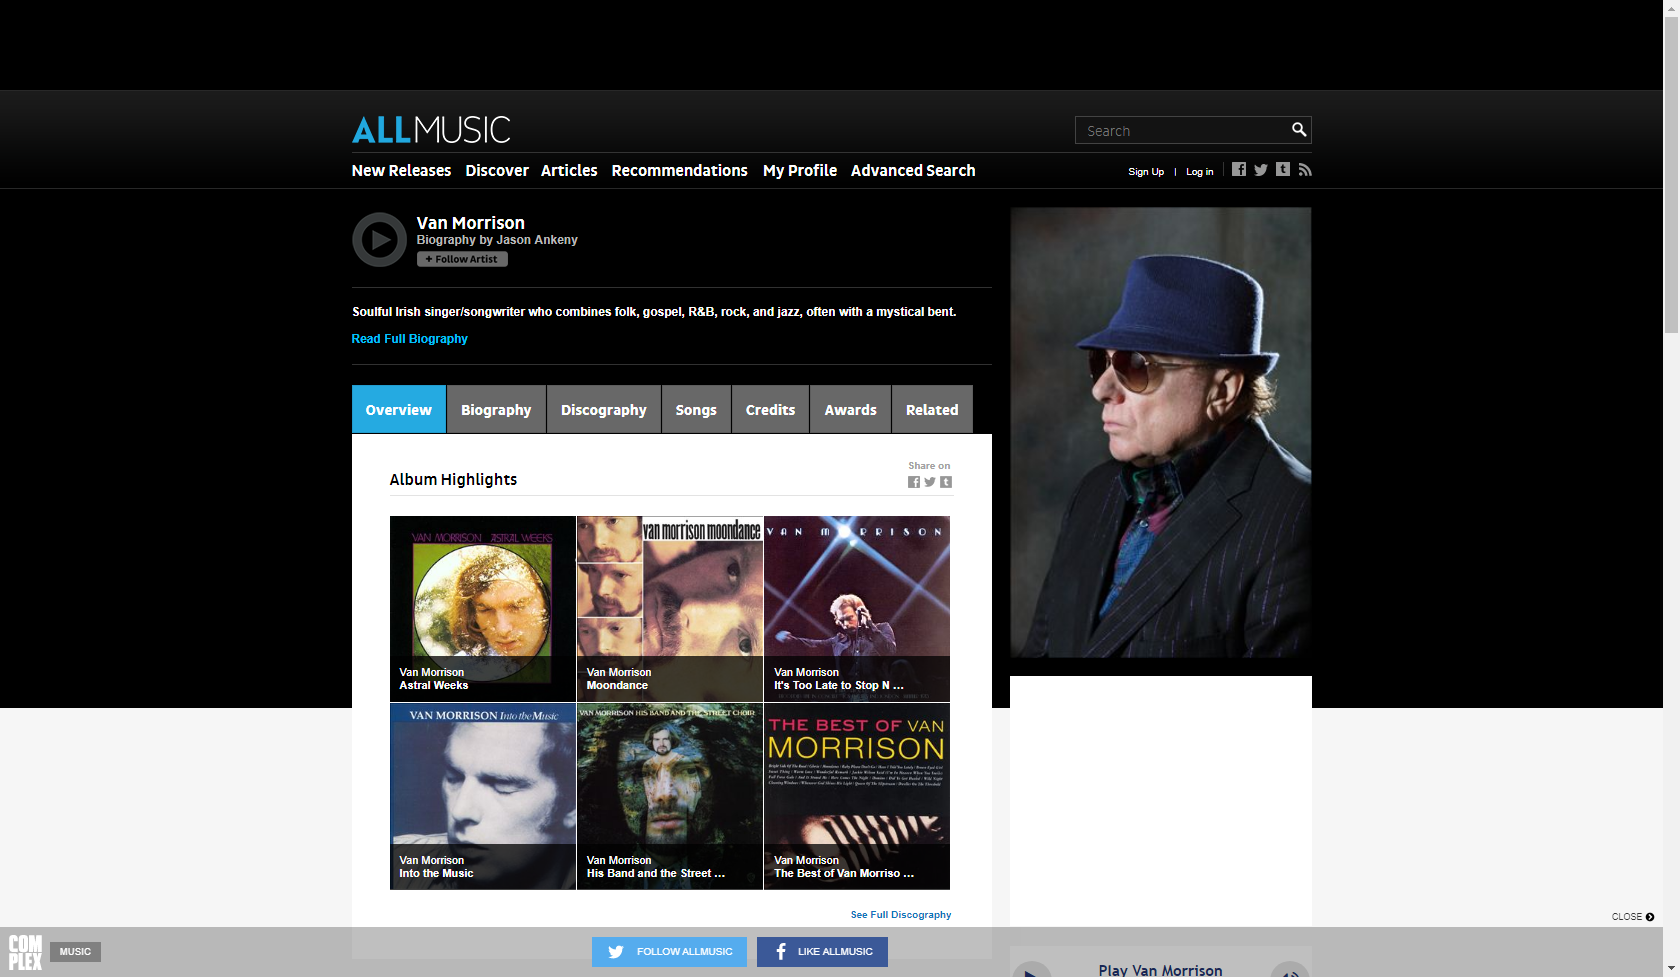 ALLMUSIC
Search
New Releases Discover Articles Recommendations My Profile Advanced Search
Sign Up | Log in
Van Morrison
Biography by Jason Ankeny
+ Follow Artist
Soulful Irish singer/songwriter who combines folk, gospel, R&B, rock, and jazz, often with a mystical bent.
Read Full Biography
Overview Biography Discography Songs Credits Awards Related
Share on
Album Highlights
VAN MORRISON ASTRAL WEEKS
Van Morrison
Astral Weeks
van morrison moondance
Van Morrison
Moondance
VAN MORRISON
Van Morrison
It's Too Late to Stop N ...
VAN MORRISON Into the Music
Van Morrison
Into the Music
VAN MORRISON HIS BAND AND THE STREET CHOIR
Van Morrison
His Band and the Street ...
THE BEST OF VAN
MORRISON
Van Morrison
The Best of Van Morriso ...
See Full Discography
CLOSE
COM
PLEX
MUSIC
FOLLOW ALLMUSIC
LIKE ALLMUSIC
Play Van Morrison